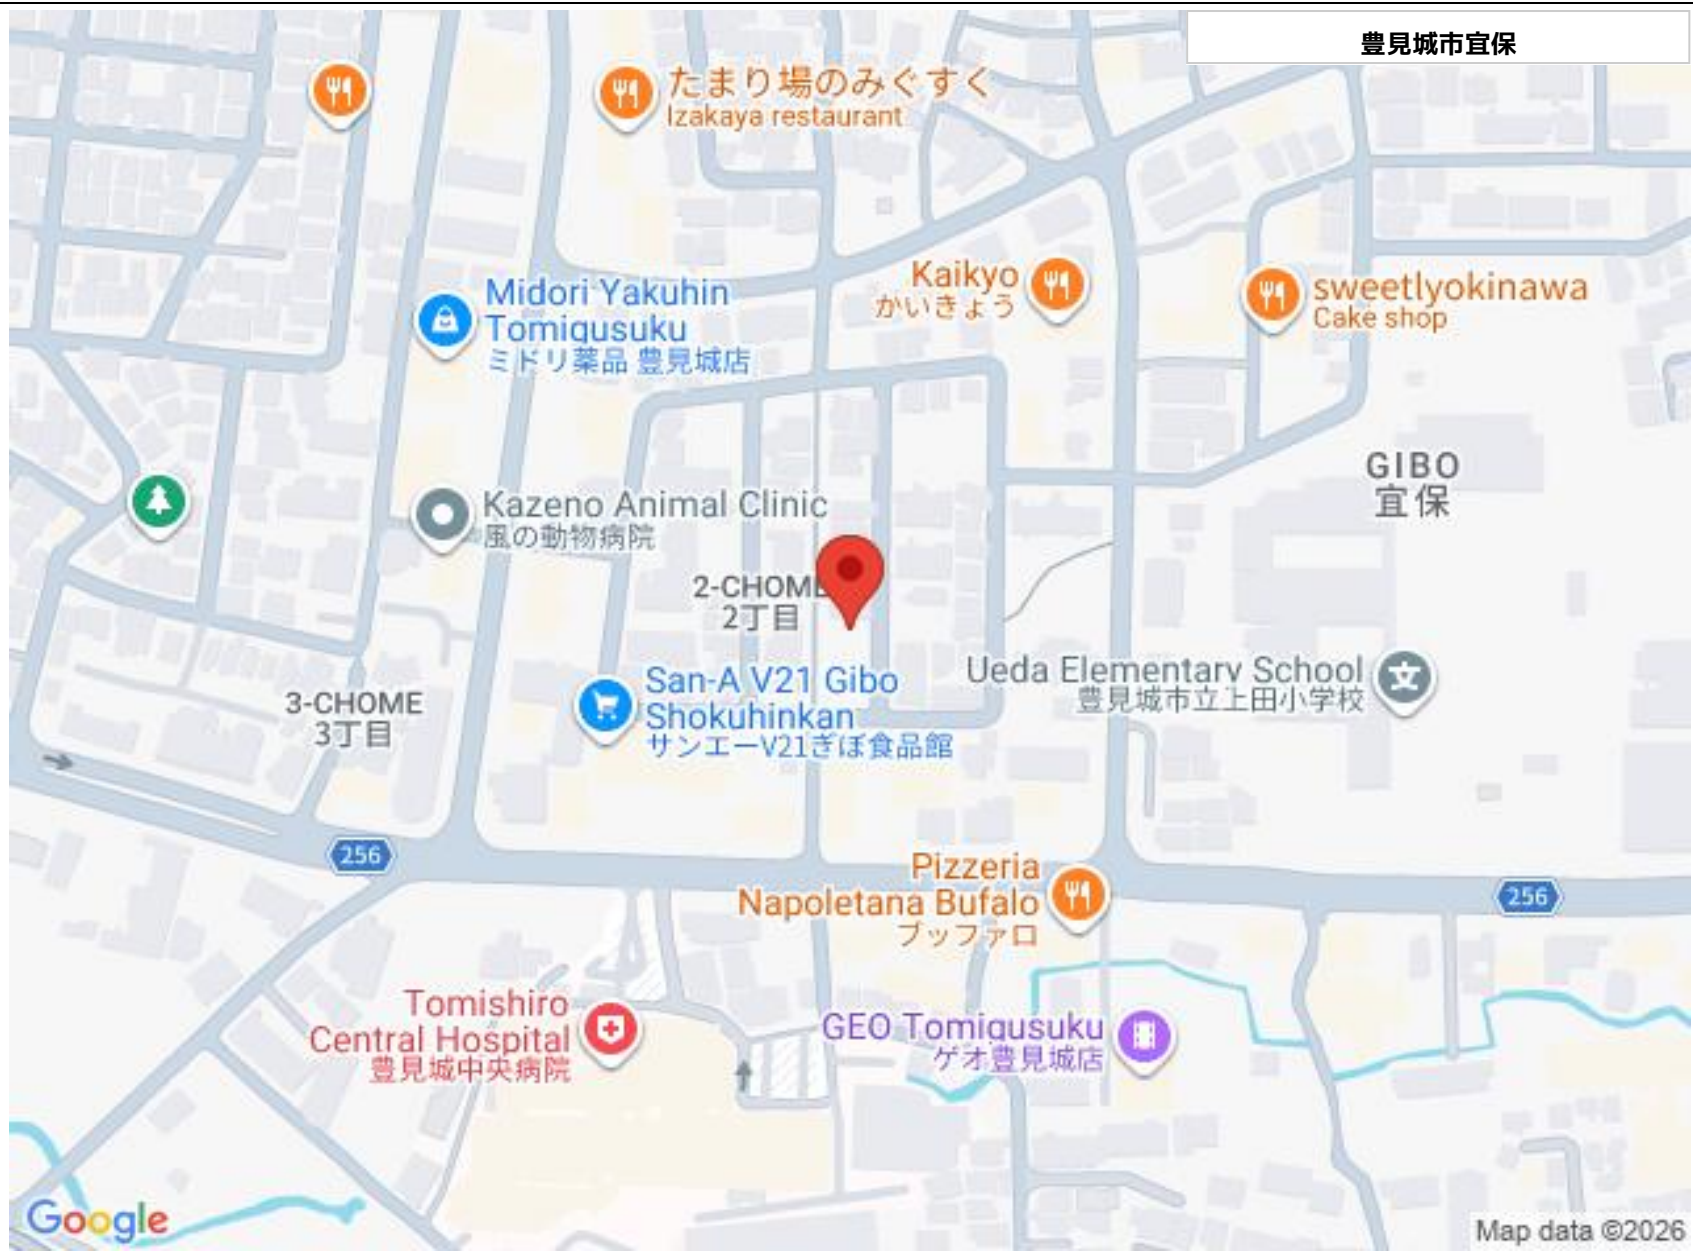 豊見城市宜保
たまり場のみぐすく
Izakaya restaurant
Kaikyo
かいきょう
sweetlyokinawa
Cake shop
Midori Yakuhin
Tomigusuku
ミドリ薬品 豊見城店
GIBO
宜保
Kazeno Animal Clinic
風の動物病院
2-CHOME
2丁目
Ueda Elementary School
豊見城市立上田小学校
San-A V21 Gibo
Shokuhinkan
サンエーV21ぎぼ食品館
3-CHOME
3丁目
256
Pizzeria
Napoletana Bufalo
ブッファロ
256
Tomishiro
Central Hospital
豊見城中央病院
GEO Tomigusuku
ゲオ豊見城店
Google
Map data ©2026